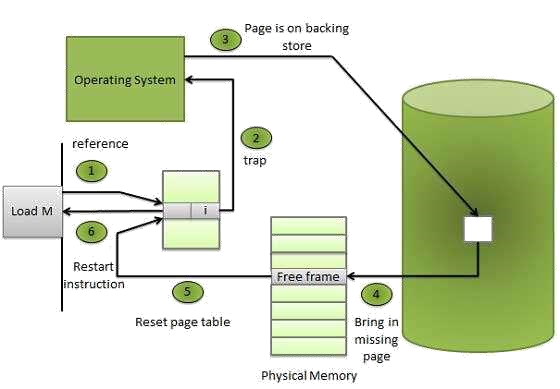 3
Page is on backing
store
Operating System
2
trap
reference
1
Load M
i
6
Restart
instruction
Free frame
5
Reset page table
4
Bring in
missing
page
Physical Memory